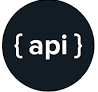 { api }